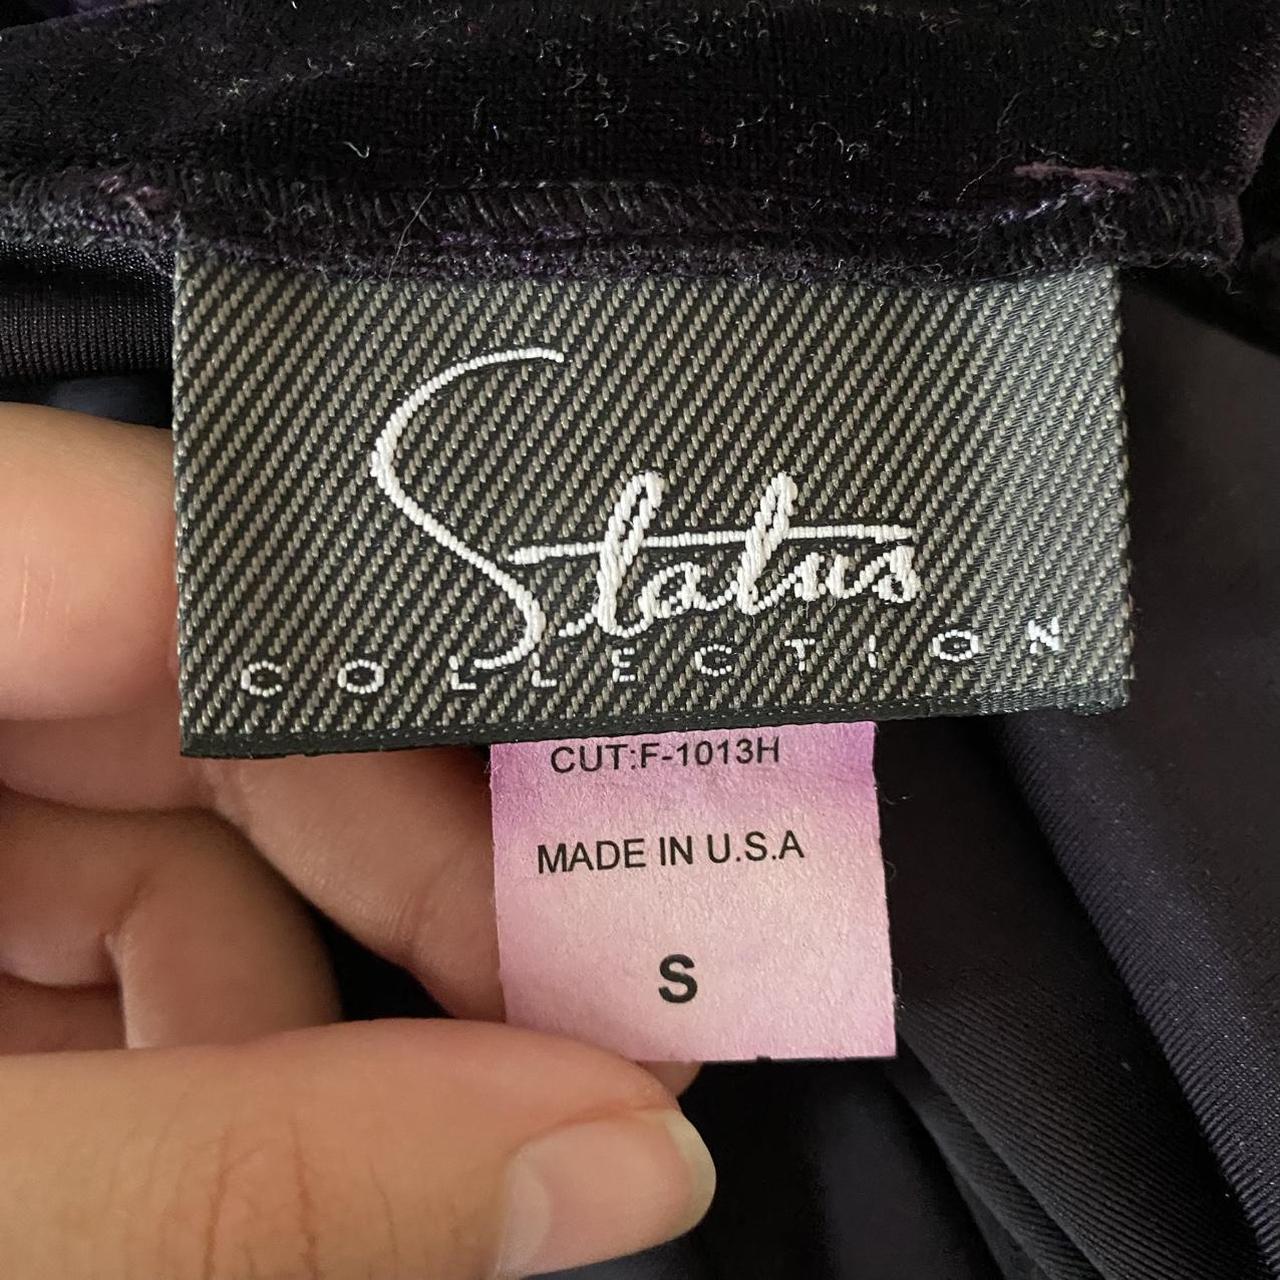 Status
COLLECTION
CUT:F-1013H
MADE IN U.S.A
S